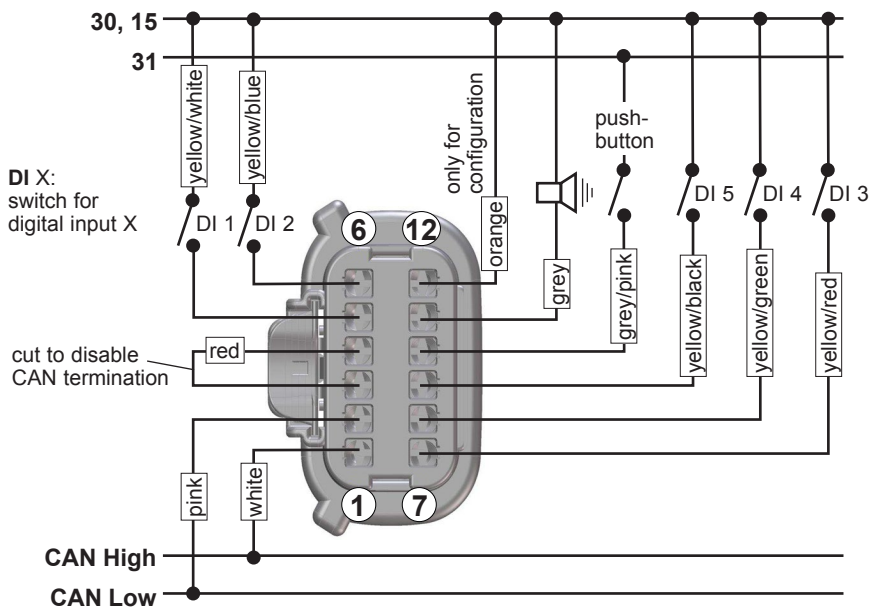 30, 15
31
yellow/white
yellow/blue
only for
configuration
push-
button
DI X:
switch for
digital input X
DI 1
DI 2
DI 5
DI 4
DI 3
6
12
orange
grey
grey/pink
yellow/black
yellow/green
yellow/red
red
cut to disable
CAN termination
pink
white
1
7
CAN High
CAN Low